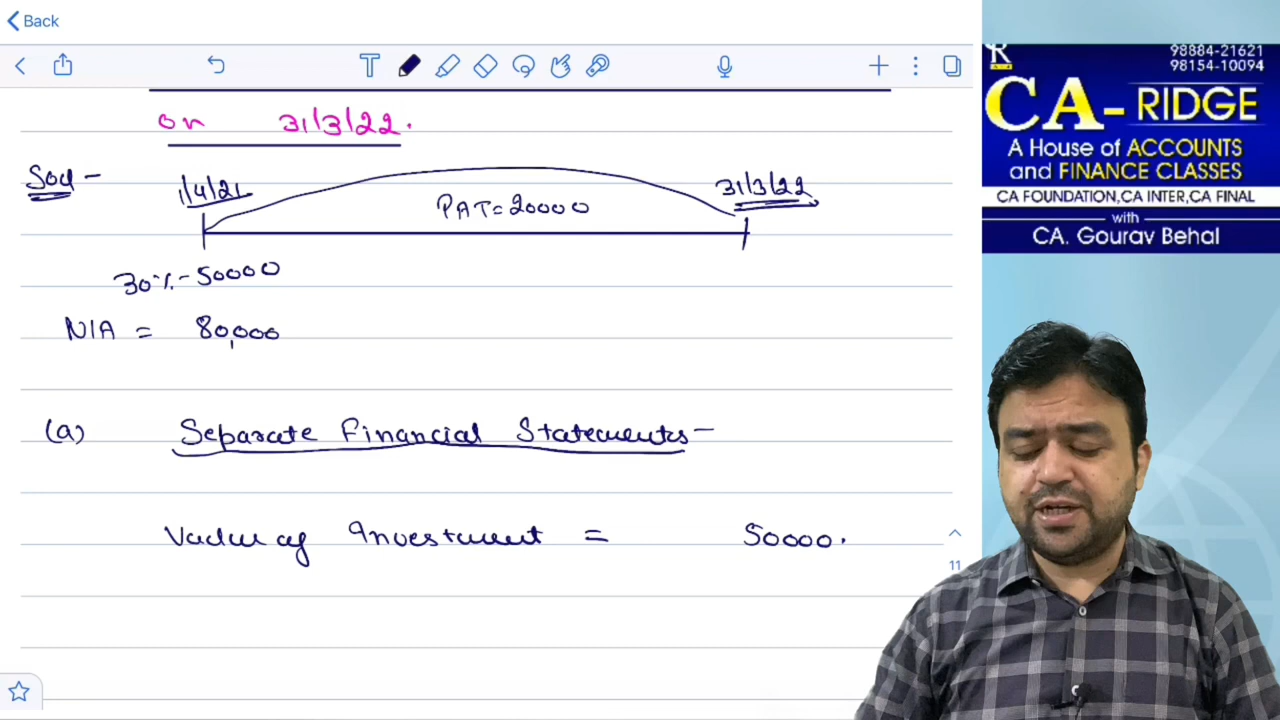 Back
on 31/3/22.
Sol -
1/4/21
31/3/22
PAT = 20000
30% - 50000
N/A = 80,000
(a) Separate Financial Statements -
Value of Investment = 50000.
11
98884-21621
98154-10094
CA- RIDGE
A House of ACCOUNTS
and FINANCE CLASSES
CA FOUNDATION,CA INTER,CA FINAL
with
CA. Gourav Behal